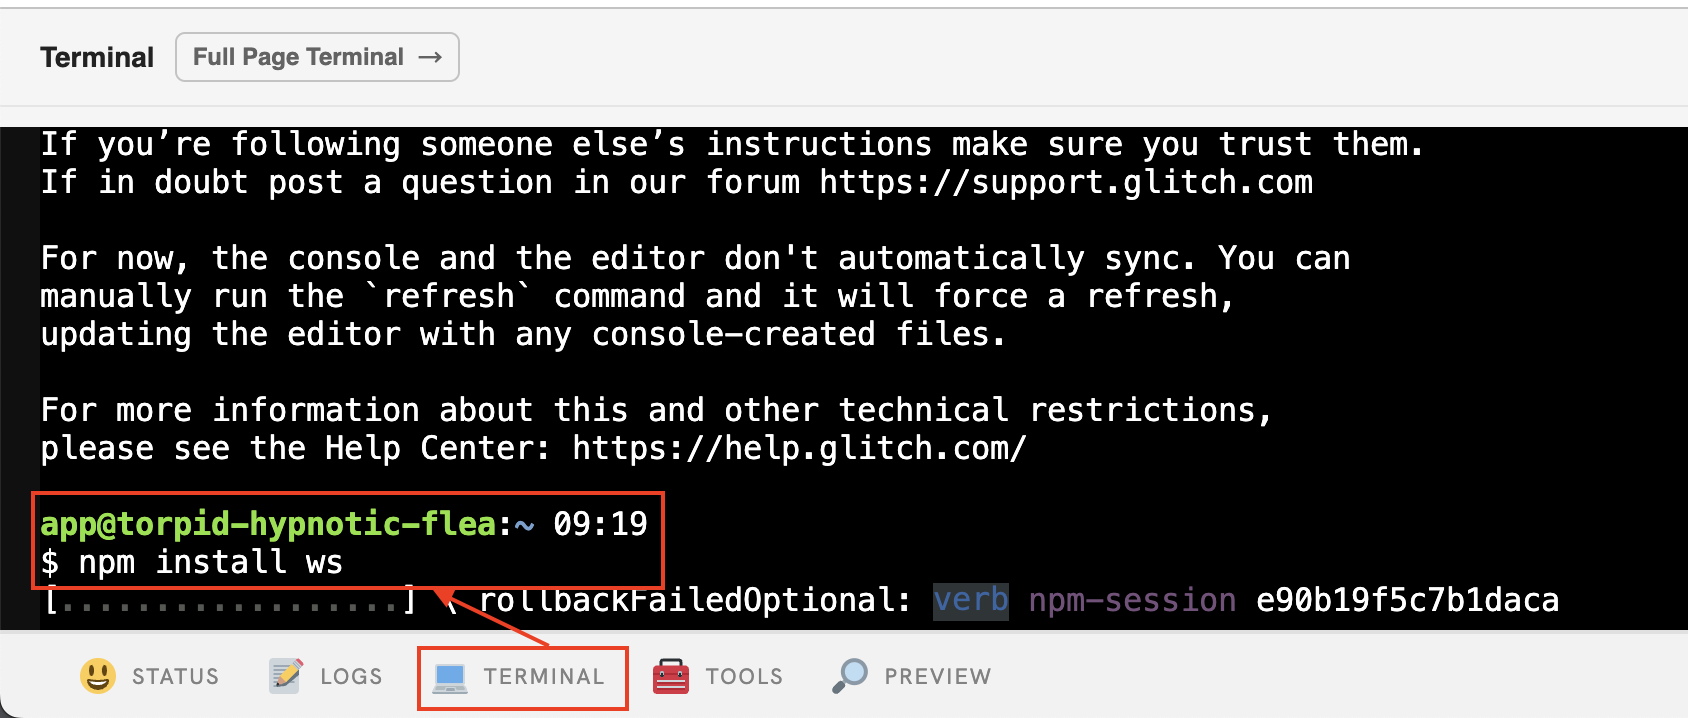 Terminal Full Page Terminal →
If you’re following someone else’s instructions make sure you trust them.
If in doubt post a question in our forum https://support.glitch.com
For now, the console and the editor don't automatically sync. You can
manually run the `refresh` command and it will force a refresh,
updating the editor with any console-created files.
For more information about this and other technical restrictions,
please see the Help Center: https://help.glitch.com/
app@torpid-hypnotic-flea:~ 09:19
$ npm install ws
[..................] \ rollbackFailedOptional: verb npm-session e90b19f5c7b1daca
STATUS LOGS TERMINAL TOOLS PREVIEW